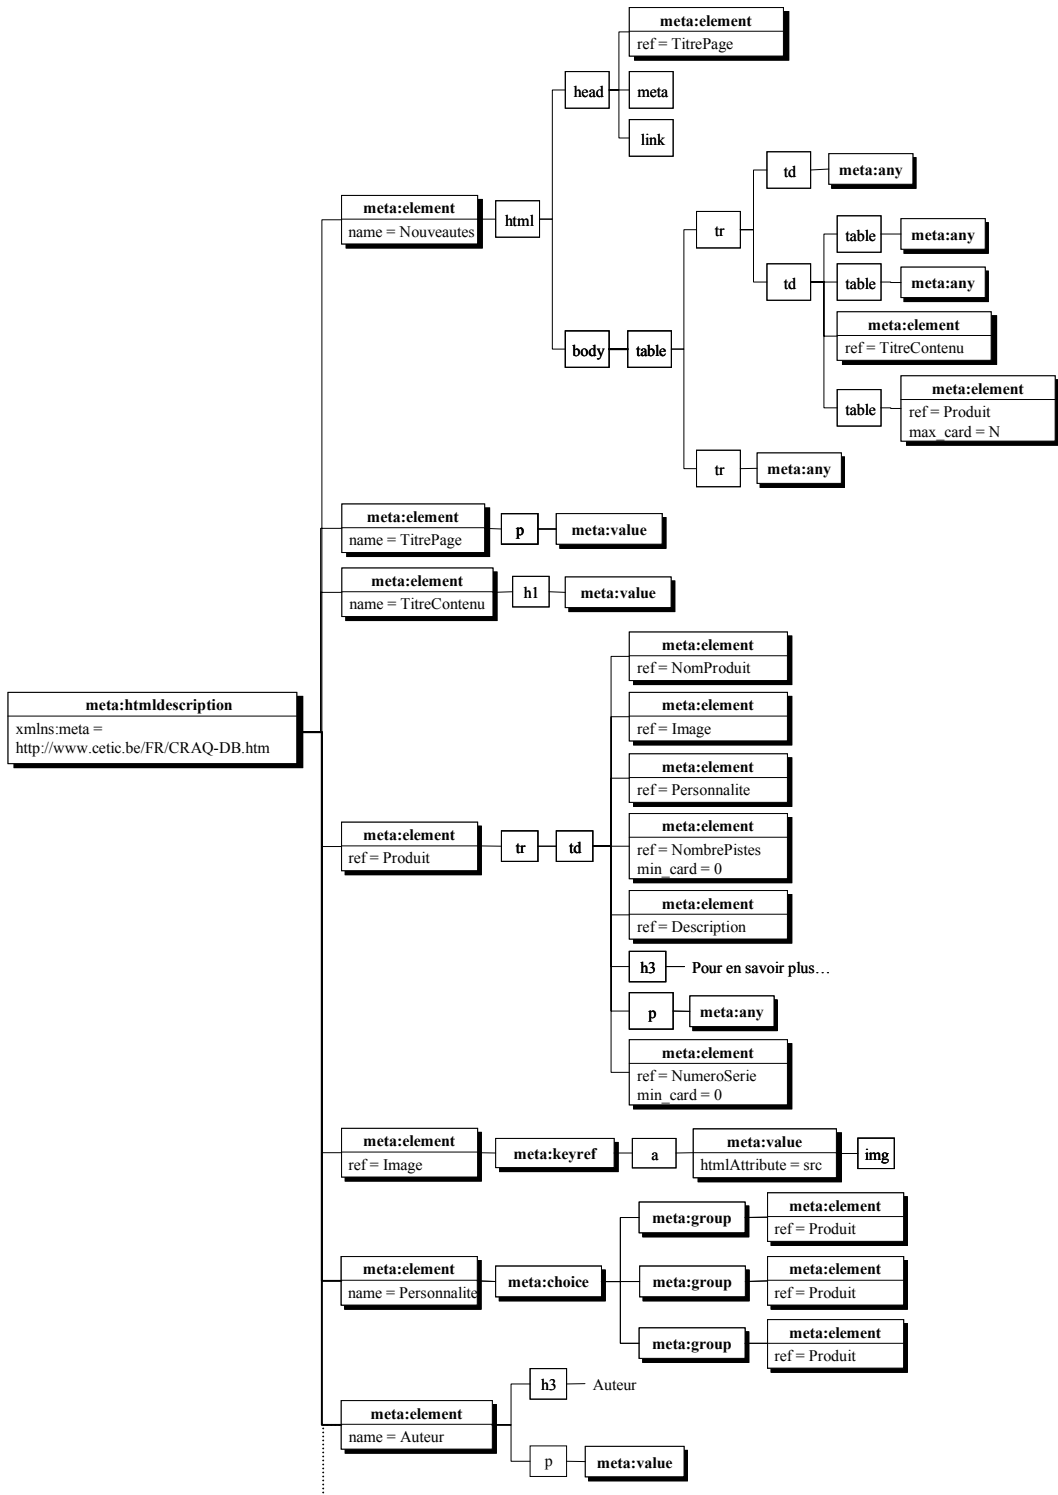 meta:element
ref = TitrePage
head
meta
link
td
meta:any
meta:element
name = Nouveautes
html
tr
table
meta:any
td
table
meta:any
meta:element
ref = TitreContenu
body
table
table
meta:element
ref = Produit
max_card = N
tr
meta:any
meta:element
name = TitrePage
p
meta:value
meta:element
name = TitreContenu
h1
meta:value
meta:htmldescription
xmlns:meta =
http://www.cetic.be/FR/CRAQ-DB.htm
meta:element
ref = NomProduit
meta:element
ref = Image
meta:element
ref = Personnalite
meta:element
ref = Produit
tr
td
meta:element
ref = NombrePistes
min_card = 0
meta:element
ref = Description
h3
Pour en savoir plus…
p
meta:any
meta:element
ref = NumeroSerie
min_card = 0
meta:element
ref = Image
meta:keyref
a
meta:value
htmlAttribute = src
img
meta:element
name = Personnalite
meta:choice
meta:group
meta:element
ref = Produit
meta:group
meta:element
ref = Produit
meta:group
meta:element
ref = Produit
meta:element
name = Auteur
h3
Auteur
p
meta:value